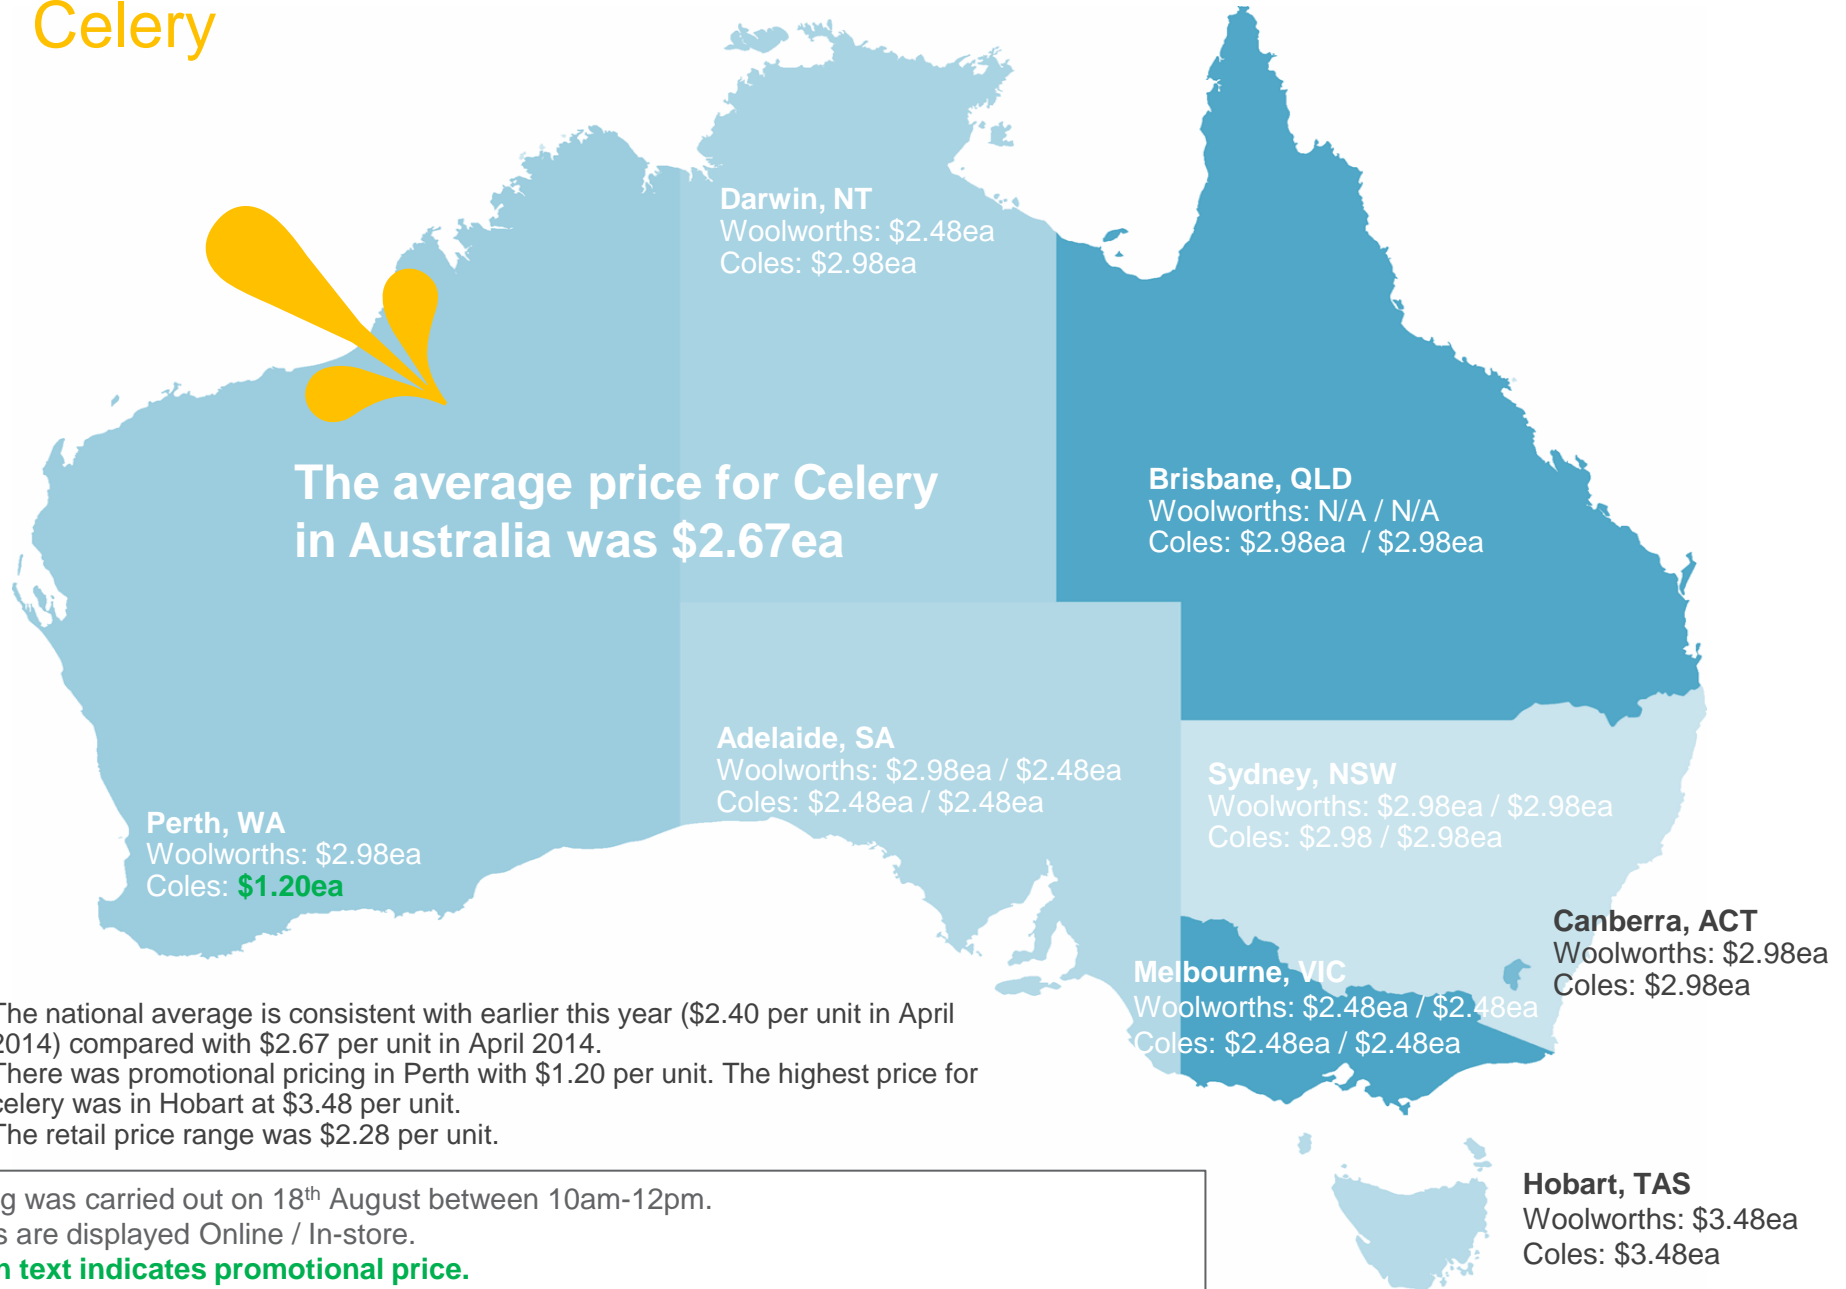 Celery
Darwin, NT
Woolworths: $2.48ea
Coles: $2.98ea
The average price for Celery
in Australia was $2.67ea
Brisbane, QLD
Woolworths: N/A / N/A
Coles: $2.98ea / $2.98ea
Adelaide, SA
Woolworths: $2.98ea / $2.48ea
Coles: $2.48ea / $2.48ea
Sydney, NSW
Woolworths: $2.98ea / $2.98ea
Coles: $2.98 / $2.98ea
Perth, WA
Woolworths: $2.98ea
Coles: $1.20ea
Canberra, ACT
Woolworths: $2.98ea
Coles: $2.98ea
Melbourne, VIC
Woolworths: $2.48ea / $2.48ea
Coles: $2.48ea / $2.48ea
The national average is consistent with earlier this year ($2.40 per unit in April
2014) compared with $2.67 per unit in April 2014.
There was promotional pricing in Perth with $1.20 per unit. The highest price for
celery was in Hobart at $3.48 per unit.
The retail price range was $2.28 per unit.
Hobart, TAS
Woolworths: $3.48ea
Coles: $3.48ea
g was carried out on 18th August between 10am-12pm.
s are displayed Online / In-store.
n text indicates promotional price.